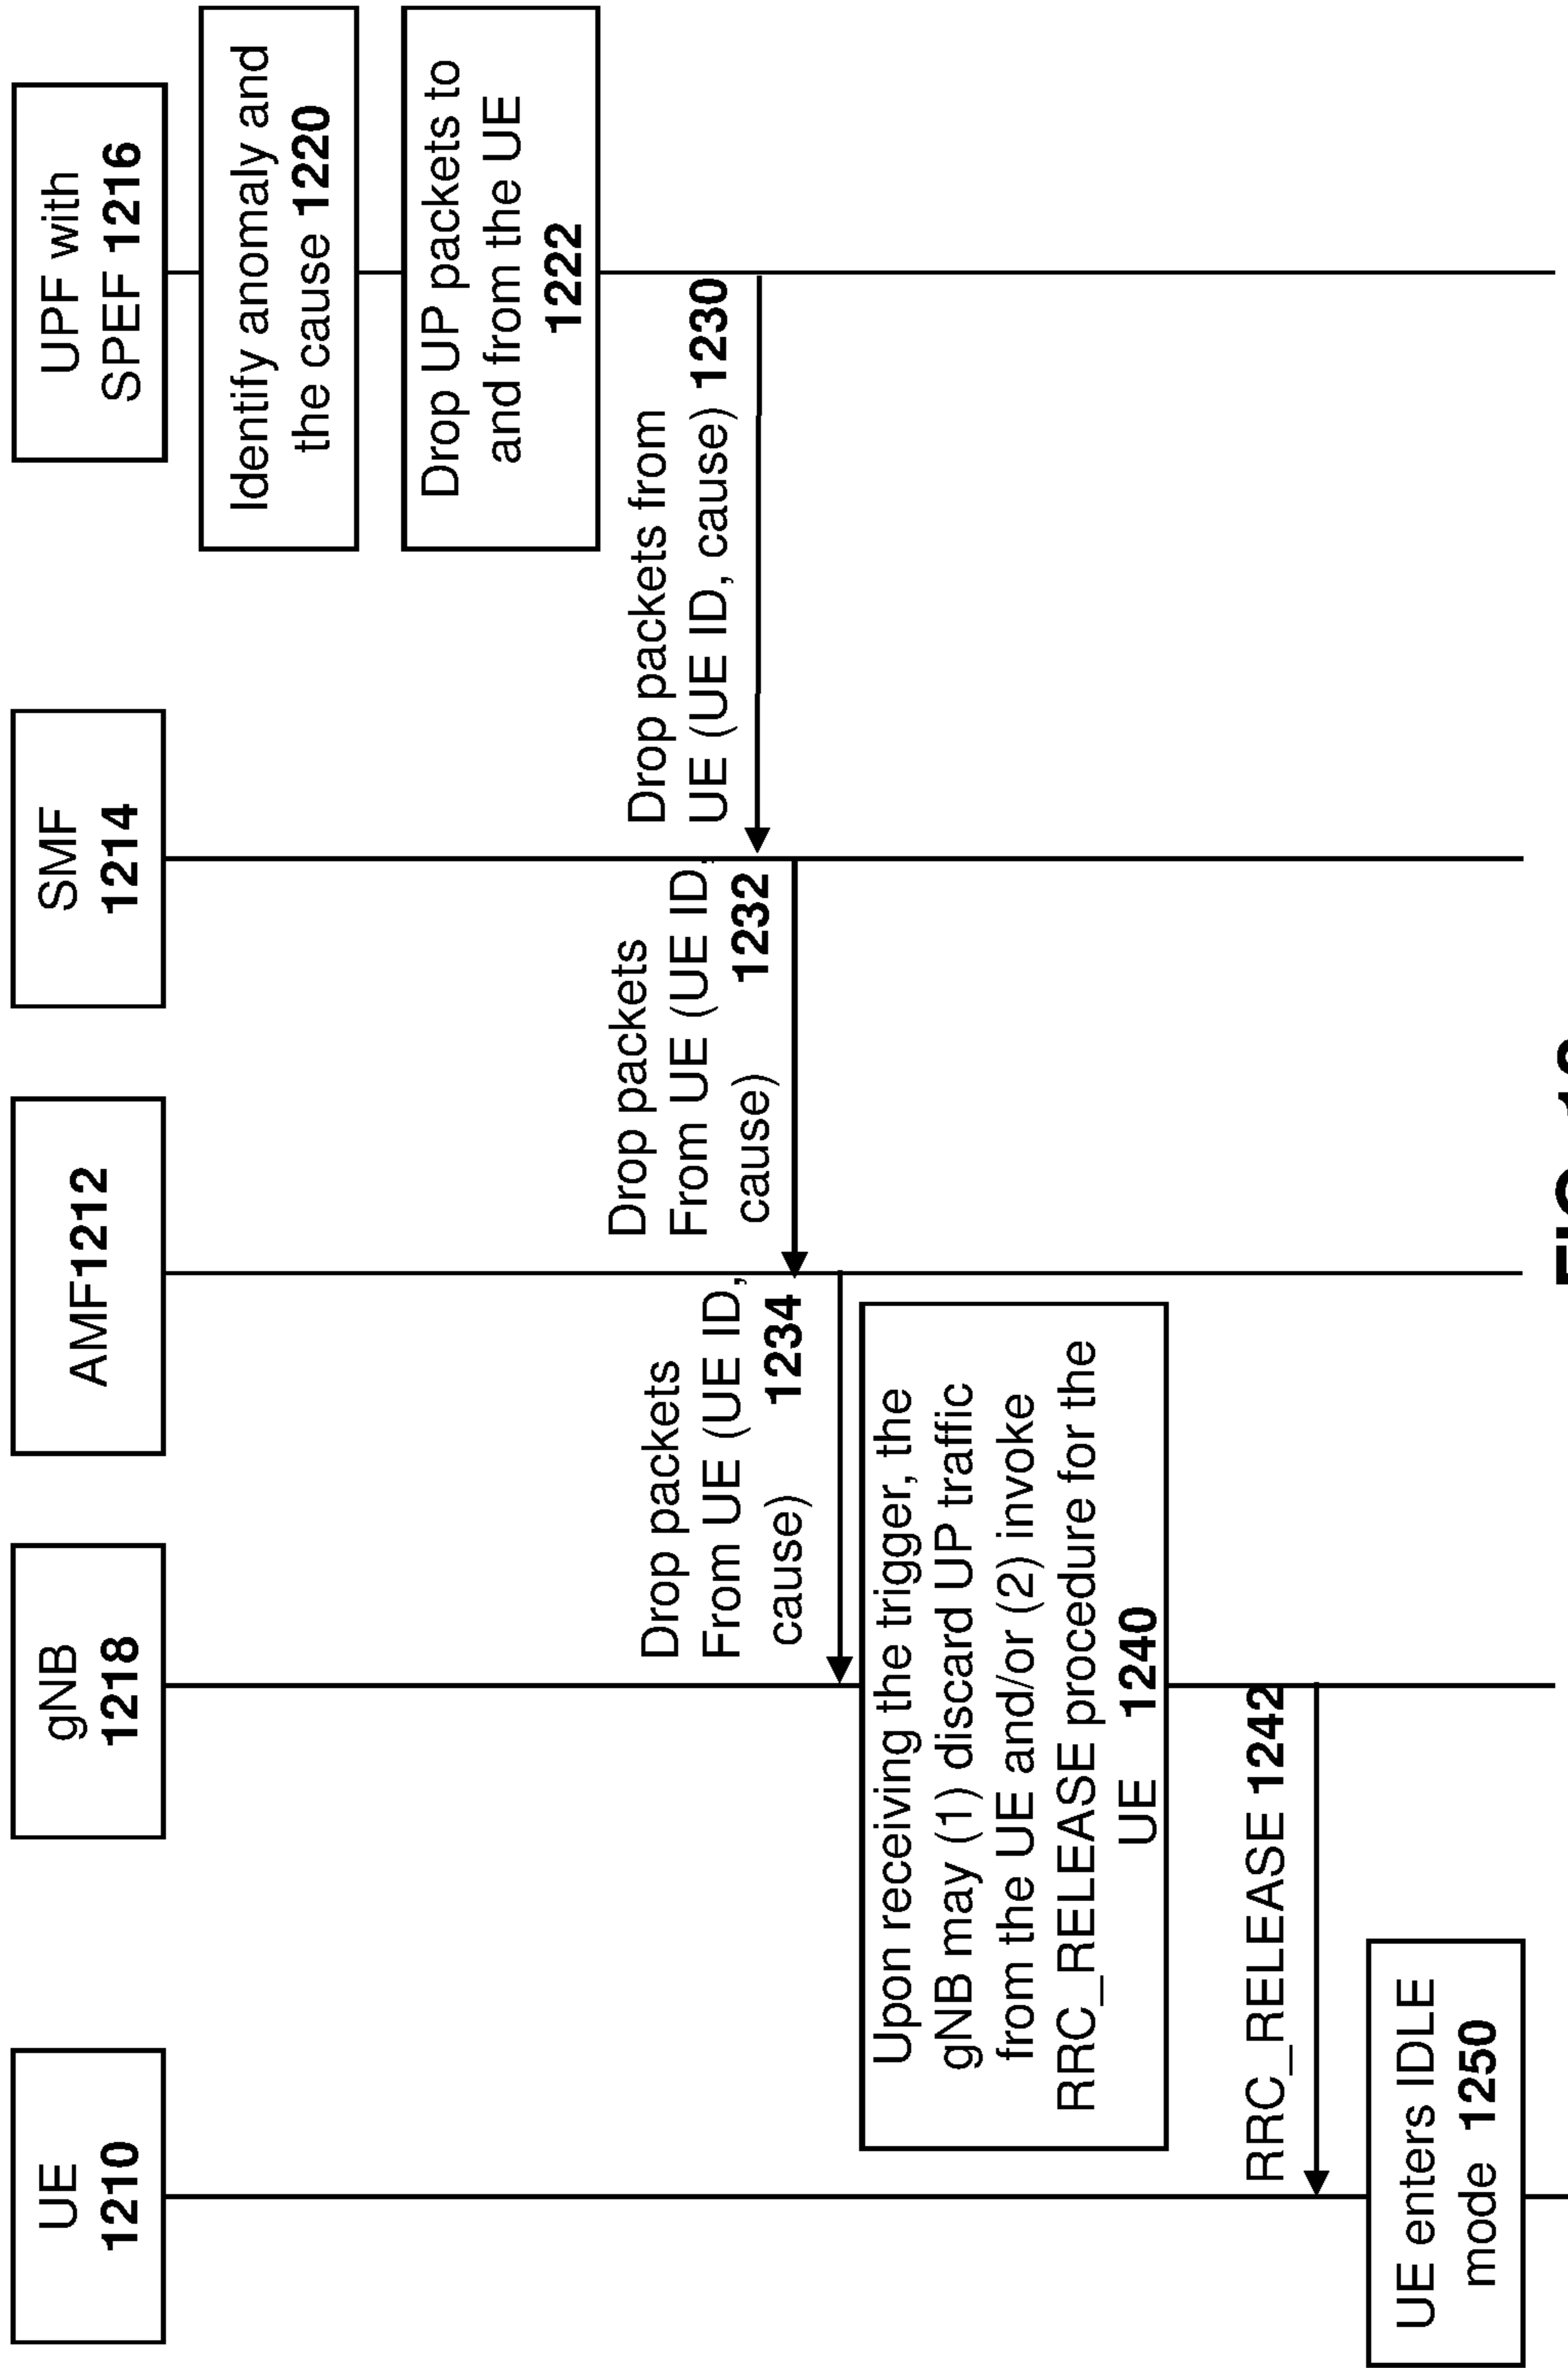 UE
1210
gNB
1218
AMF1212
SMF
1214
UPF with
SPEF 1216
Identify anomaly and
the cause 1220
Drop UP packets to
and from the UE
1222
Drop packets from
UE (UE ID, cause) 1230
Drop packets
From UE (UE ID,
cause) 1232
Drop packets
From UE (UE ID,
cause) 1234
Upon receiving the trigger, the
gNB may (1) discard UP traffic
from the UE and/or (2) invoke
RRC_RELEASE procedure for the
UE 1240
RRC_RELEASE 1242
UE enters IDLE
mode 1250